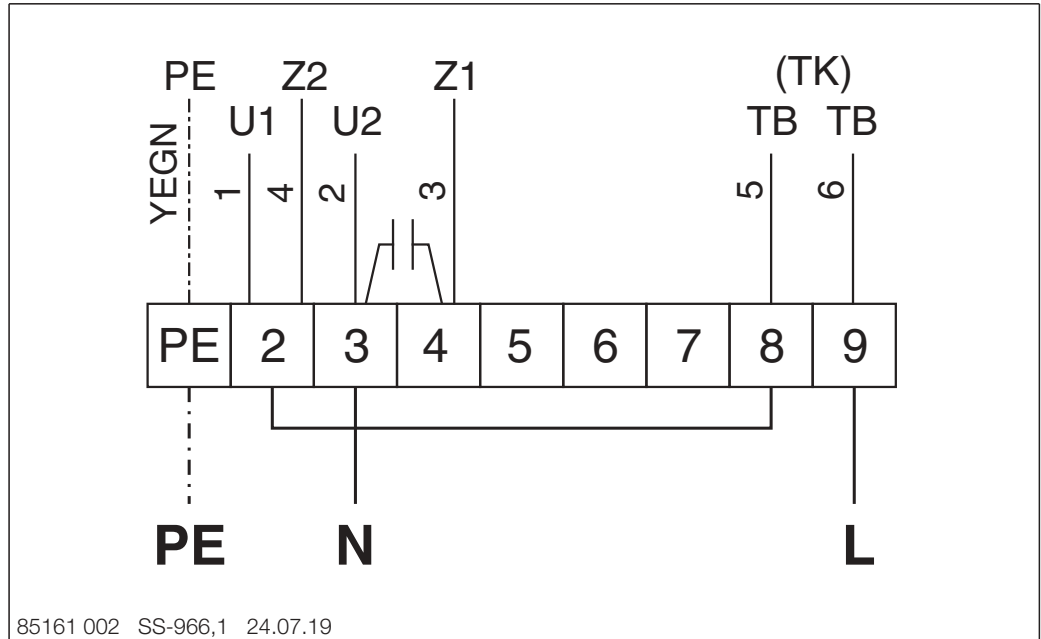 PE Z2 Z1 (TK)
U1 U2 TB TB
YEGN 1 4 2 3 5 6
PE 2 3 4 5 6 7 8 9
PE N L
85161 002 SS-966,1 24.07.19